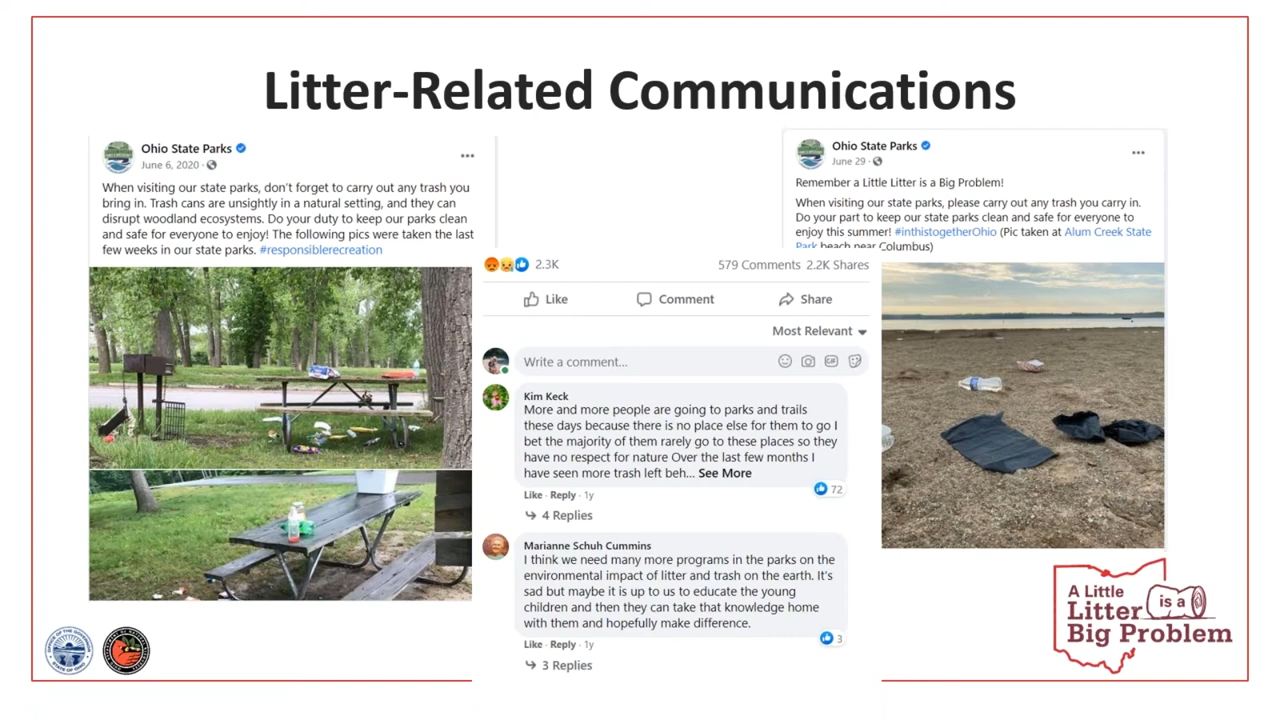 Litter-Related Communications
Ohio State Parks
June 6, 2020 ·
When visiting our state parks, don't forget to carry out any trash you
bring in. Trash cans are unsightly in a natural setting, and they can
disrupt woodland ecosystems. Do your duty to keep our parks clean
and safe for everyone to enjoy! The following pics were taken the last
few weeks in our state parks. #responsiblerecreation
2.3K
579 Comments 2.2K Shares
Like
Comment
Share
Most Relevant
Write a comment...
GIF
Kim Keck
More and more people are going to parks and trails
these days because there is no place else for them to go I
bet the majority of them rarely go to these places so they
have no respect for nature Over the last few months I
have seen more trash left beh... See More
72
Like · Reply · 1y
4 Replies
Marianne Schuh Cummins
I think we need many more programs in the parks on the
environmental impact of litter and trash on the earth. It's
sad but maybe it is up to us to educate the young
children and then they can take that knowledge home
with them and hopefully make difference.
3
Like · Reply · 1y
3 Replies
Ohio State Parks
June 29 ·
Remember a Little Litter is a Big Problem!
When visiting our state parks, please carry out any trash you carry in.
Do your part to keep our state parks clean and safe for everyone to
enjoy this summer! #inthistogetherOhio (Pic taken at Alum Creek State
Park beach near Columbus)
OFFICE OF THE GOVERNOR
STATE OF OHIO
A Little
Litter is a
Big Problem